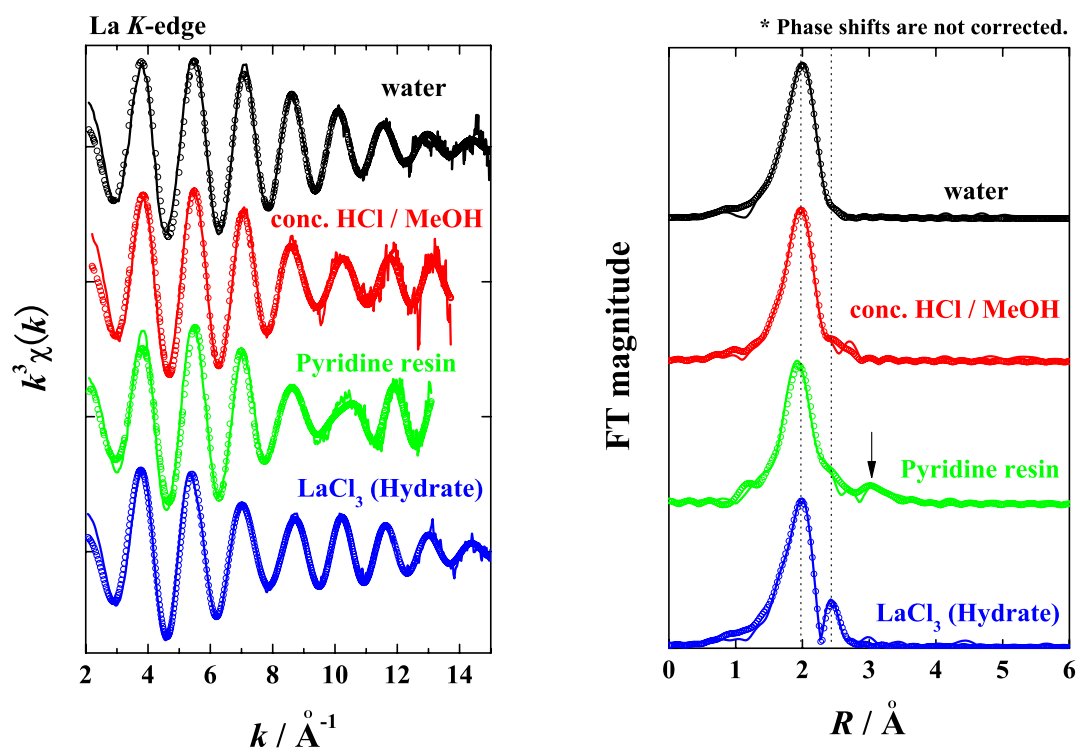 La K-edge
water
conc. HCl / MeOH
Pyridine resin
LaCl₃ (Hydrate)
k³χ(k)
2 4 6 8 10 12 14
k / Å⁻¹
* Phase shifts are not corrected.
water
conc. HCl / MeOH
Pyridine resin
LaCl₃ (Hydrate)
FT magnitude
0 1 2 3 4 5 6
R / Å